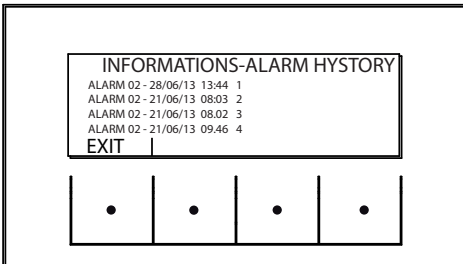 INFORMATIONS-ALARM HYSTORY
ALARM 02 - 28/06/13 13:44 1
ALARM 02 - 21/06/13 08:03 2
ALARM 02 - 21/06/13 08.02 3
ALARM 02 - 21/06/13 09.46 4
EXIT